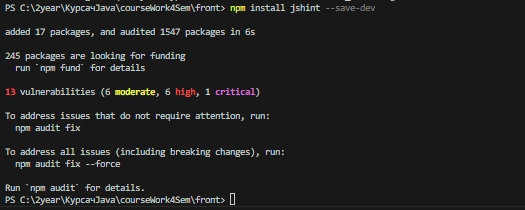 PS C:\2year\КурсачJava\courseWork4Sem\front> npm install jshint --save-dev
added 17 packages, and audited 1547 packages in 6s
245 packages are looking for funding
run `npm fund` for details
13 vulnerabilities (6 moderate, 6 high, 1 critical)
To address issues that do not require attention, run:
npm audit fix
To address all issues (including breaking changes), run:
npm audit fix --force
Run `npm audit` for details.
PS C:\2year\КурсачJava\courseWork4Sem\front>